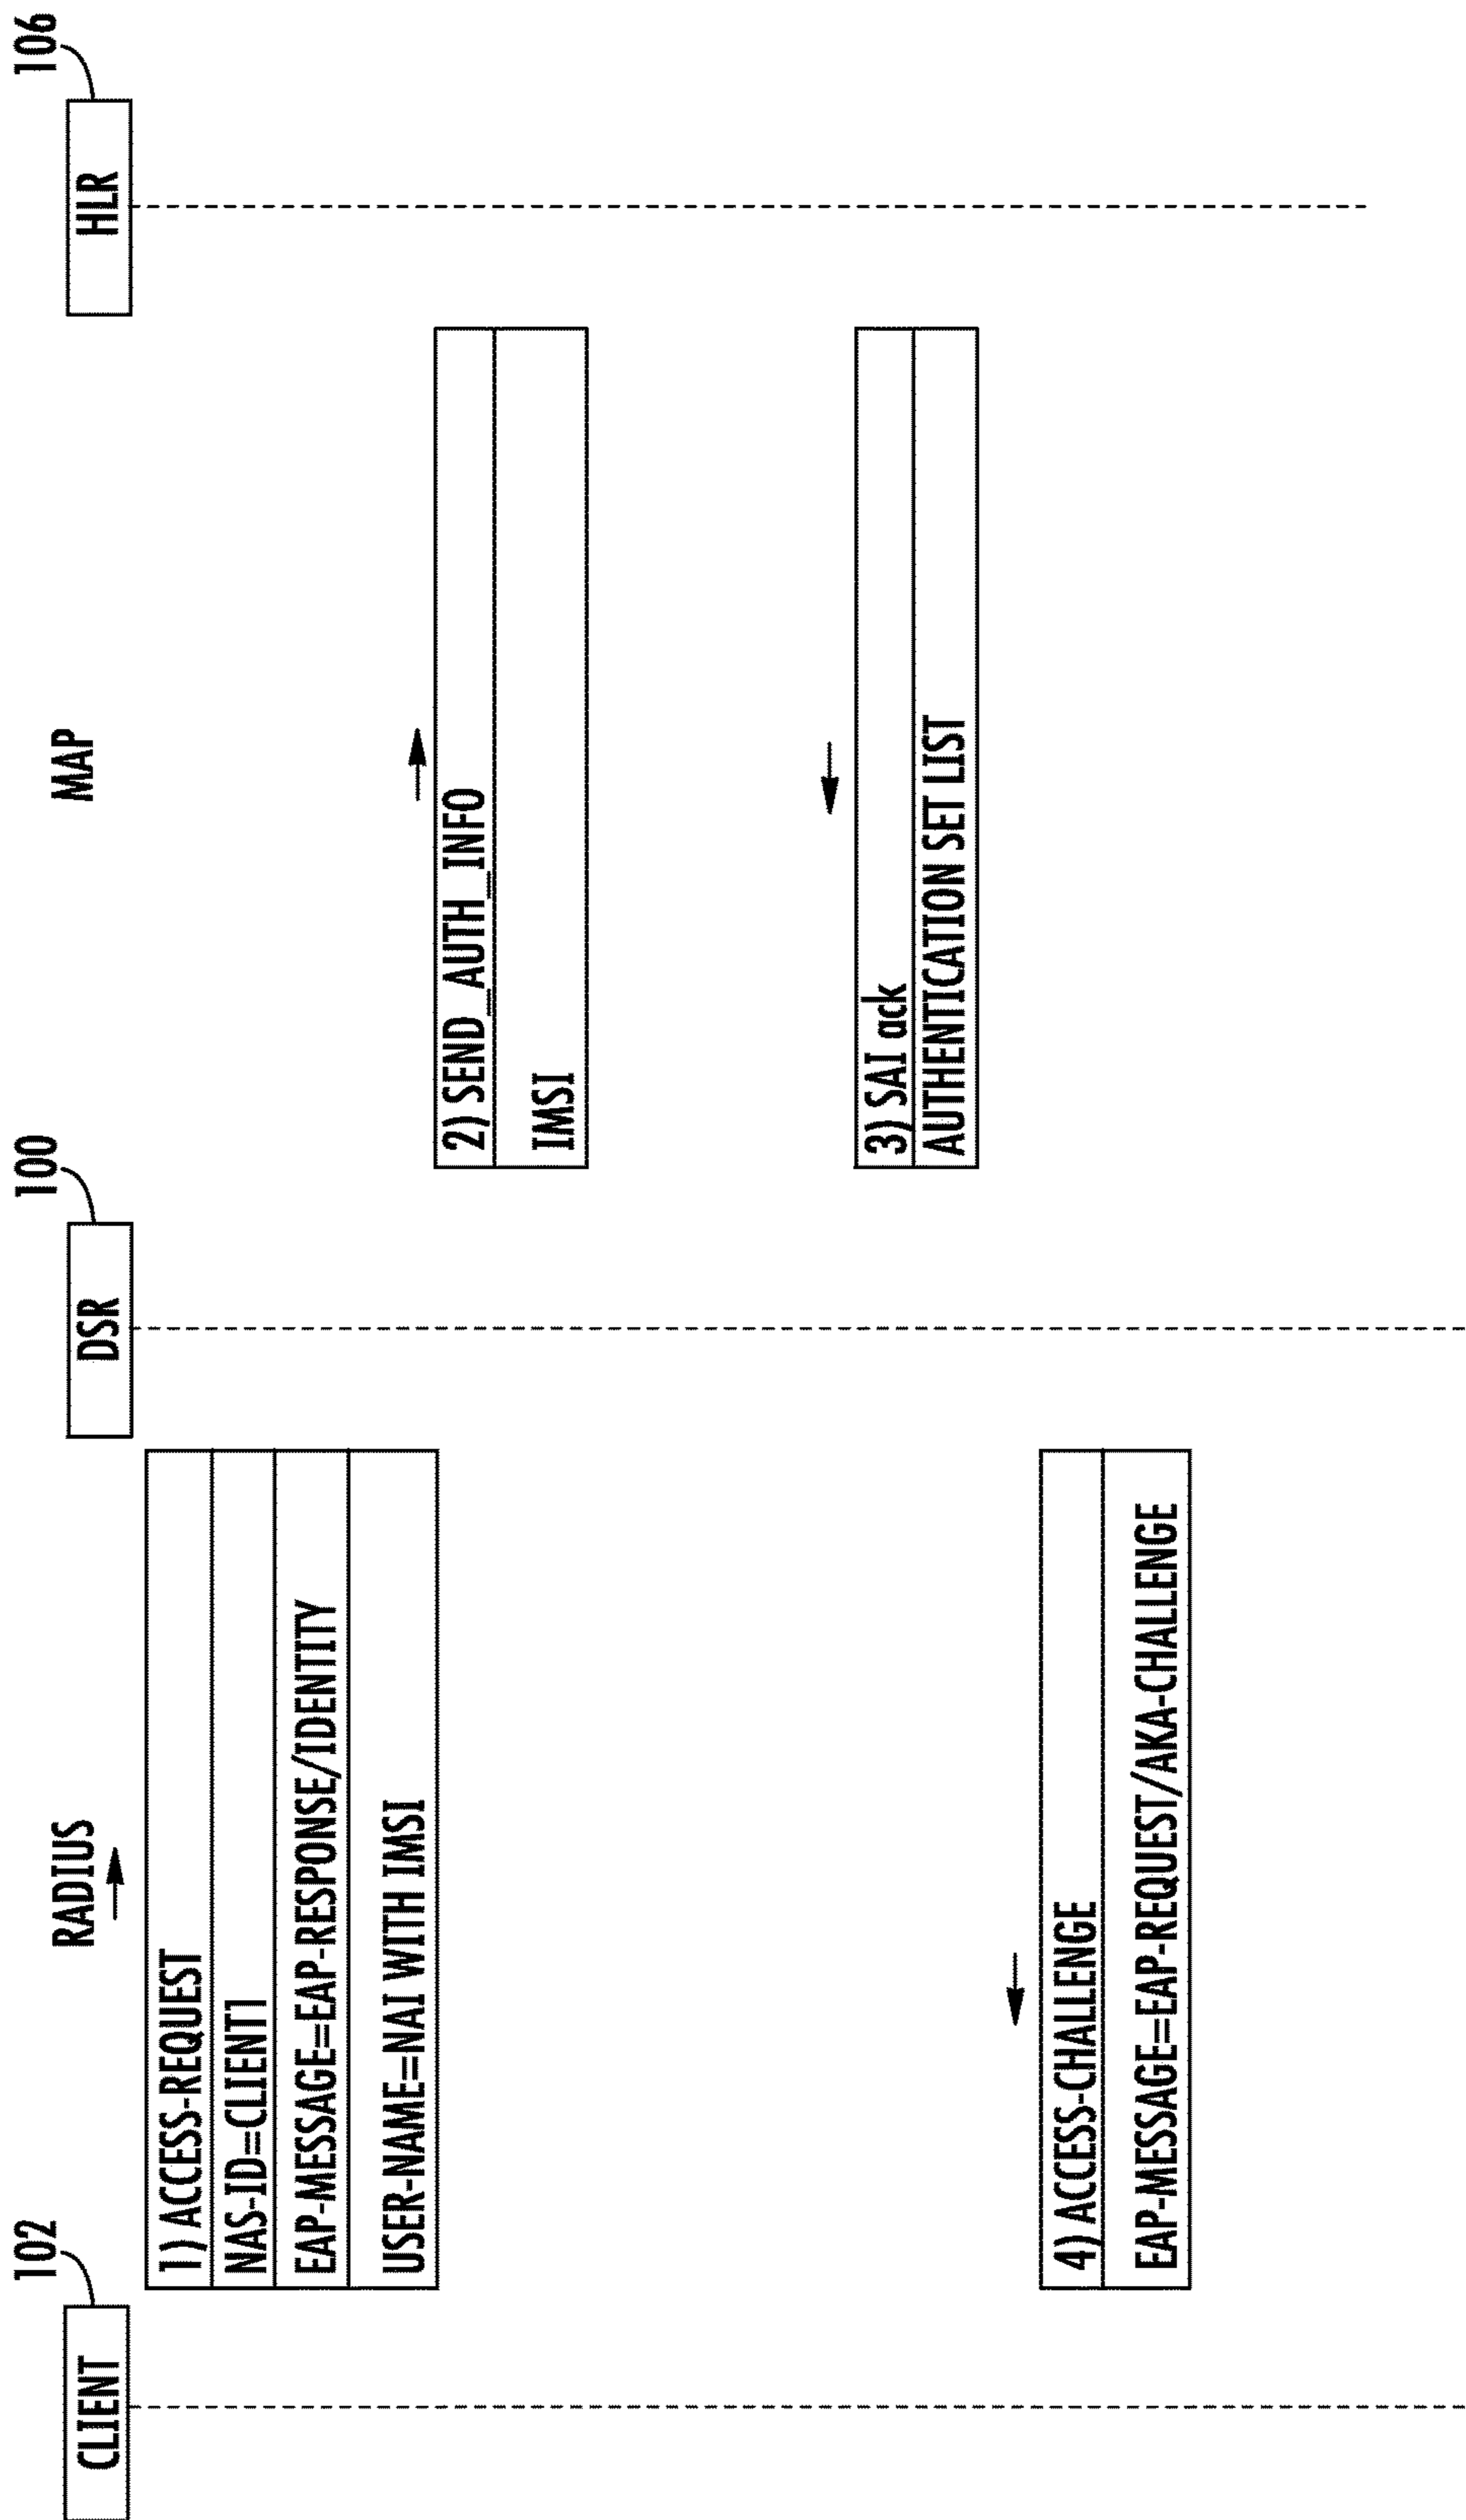 102
100
106
CLIENT
RADIUS
DSR
MAP
HLR
1) ACCESS-REQUEST
NAS-ID=CLIENT1
EAP-MESSAGE=EAP-RESPONSE/IDENTITY
USER-NAME=NAI WITH IMSI
2) SEND_AUTH_INFO
IMSI
3) SAI ack
AUTHENTICATION SET LIST
4) ACCESS-CHALLENGE
EAP-MESSAGE=EAP-REQUEST/AKA-CHALLENGE